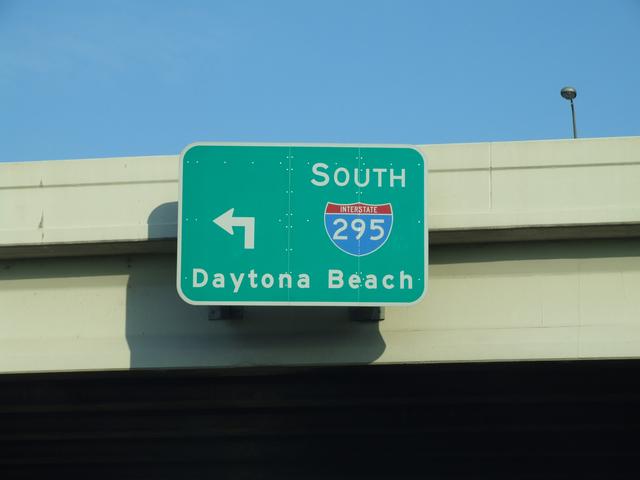 SOUTH
INTERSTATE
295
Daytona Beach